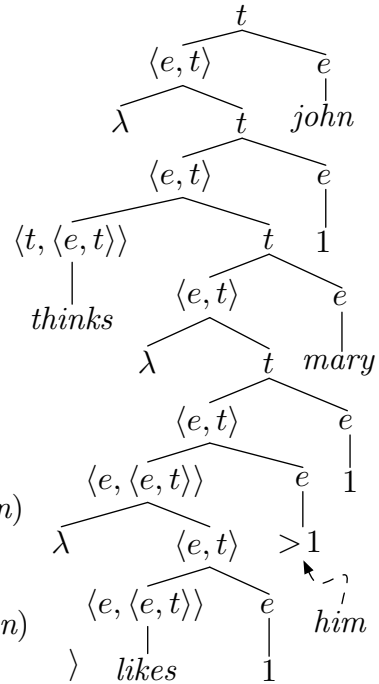 t
⟨e, t⟩ e
λ t john
⟨e, t⟩ e
⟨t, ⟨e, t⟩⟩ t 1
thinks ⟨e, t⟩ e
λ t mary
⟨e, t⟩ e
⟨e, ⟨e, t⟩⟩ e 1
n)
λ ⟨e, t⟩ > 1
⟨e, ⟨e, t⟩⟩ e him
n)
⟩ likes 1